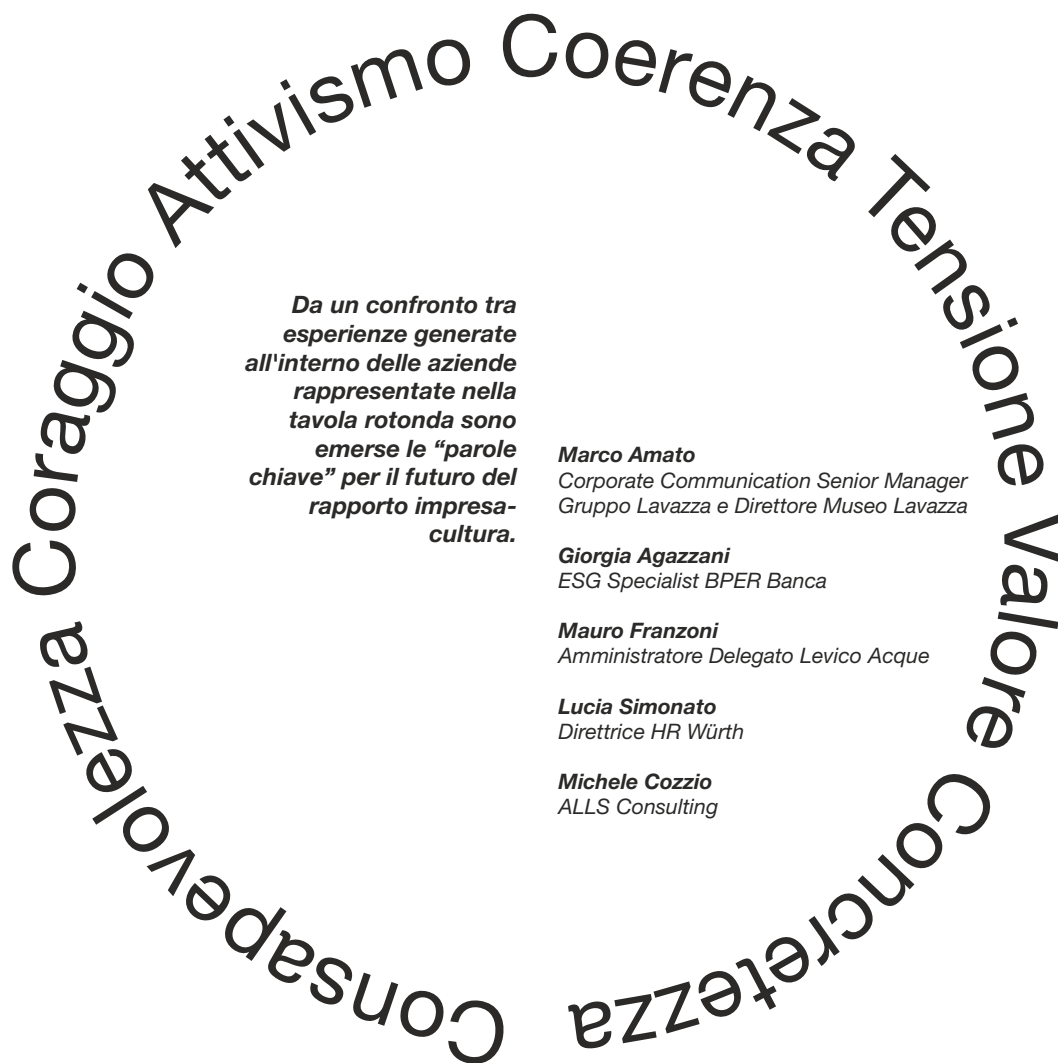 Consapevolezza Coraggio Attivismo Coerenza Tensione Valore Concretezza
Da un confronto tra
esperienze generate
all'interno delle aziende
rappresentate nella
tavola rotonda sono
emerse le “parole
chiave” per il futuro del
rapporto impresa-
cultura.
Marco Amato
Corporate Communication Senior Manager
Gruppo Lavazza e Direttore Museo Lavazza
Giorgia Agazzani
ESG Specialist BPER Banca
Mauro Franzoni
Amministratore Delegato Levico Acque
Lucia Simonato
Direttrice HR Würth
Michele Cozzio
ALLS Consulting